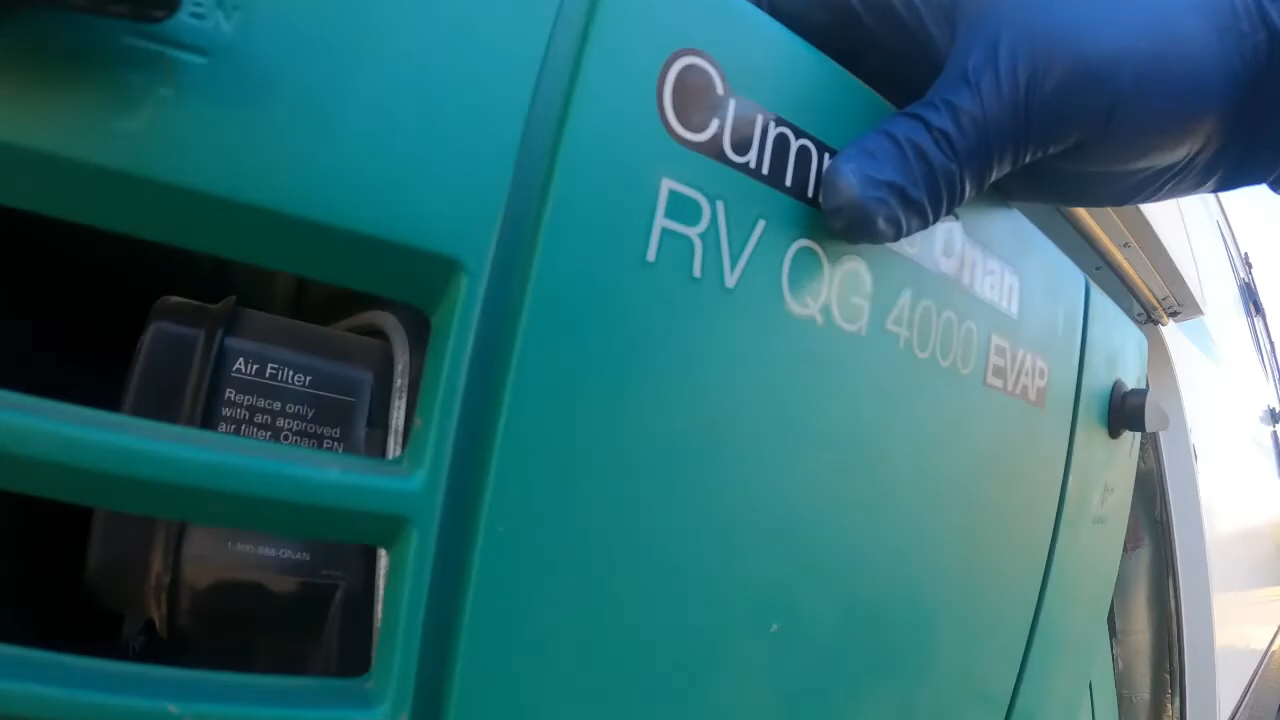 Cum
Onan
RV QG 4000 EVAP
Air Filter
Replace only
with an approved
air filter. Onan PN
1-800-888-ONAN